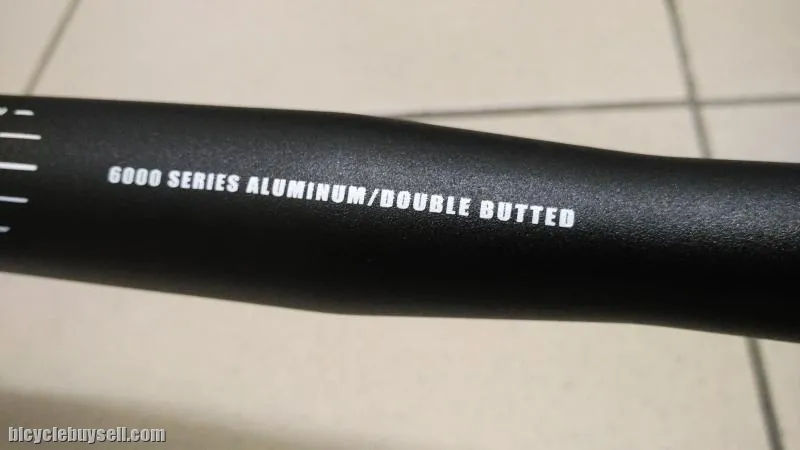 6000 SERIES ALUMINUM/DOUBLE BUTTED
bicyclebuysell.com